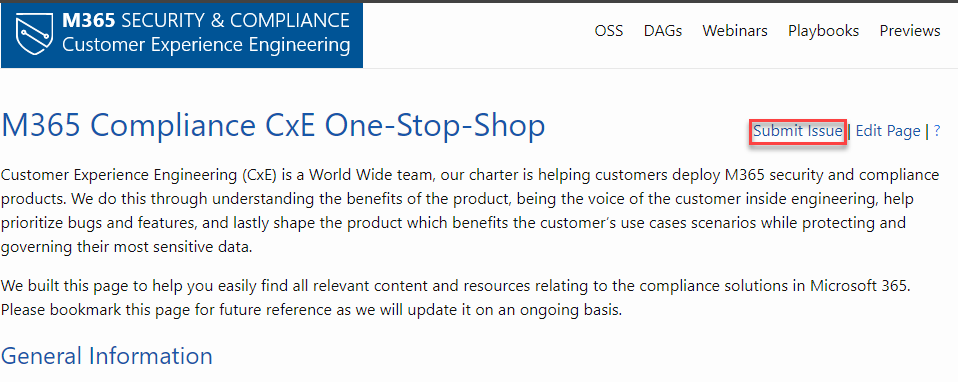 M365 SECURITY & COMPLIANCE
Customer Experience Engineering
OSS DAGs Webinars Playbooks Previews
M365 Compliance CxE One-Stop-Shop
Submit Issue | Edit Page | ?
Customer Experience Engineering (CxE) is a World Wide team, our charter is helping customers deploy M365 security and compliance
products. We do this through understanding the benefits of the product, being the voice of the customer inside engineering, help
prioritize bugs and features, and lastly shape the product which benefits the customer's use cases scenarios while protecting and
governing their most sensitive data.
We built this page to help you easily find all relevant content and resources relating to the compliance solutions in Microsoft 365.
Please bookmark this page for future reference as we will update it on an ongoing basis.
General Information